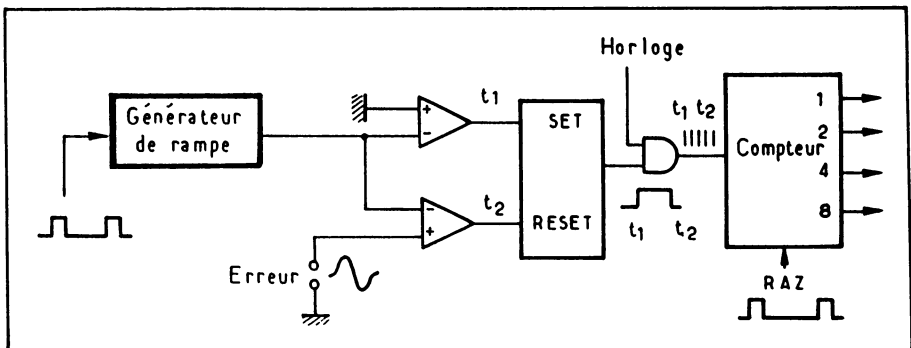 Horloge
Générateur
de rampe
+
-
t1
SET
t1 t2
1
2
Compteur
4
8
-
+
t2
RESET
t1 t2
Erreur
RAZ